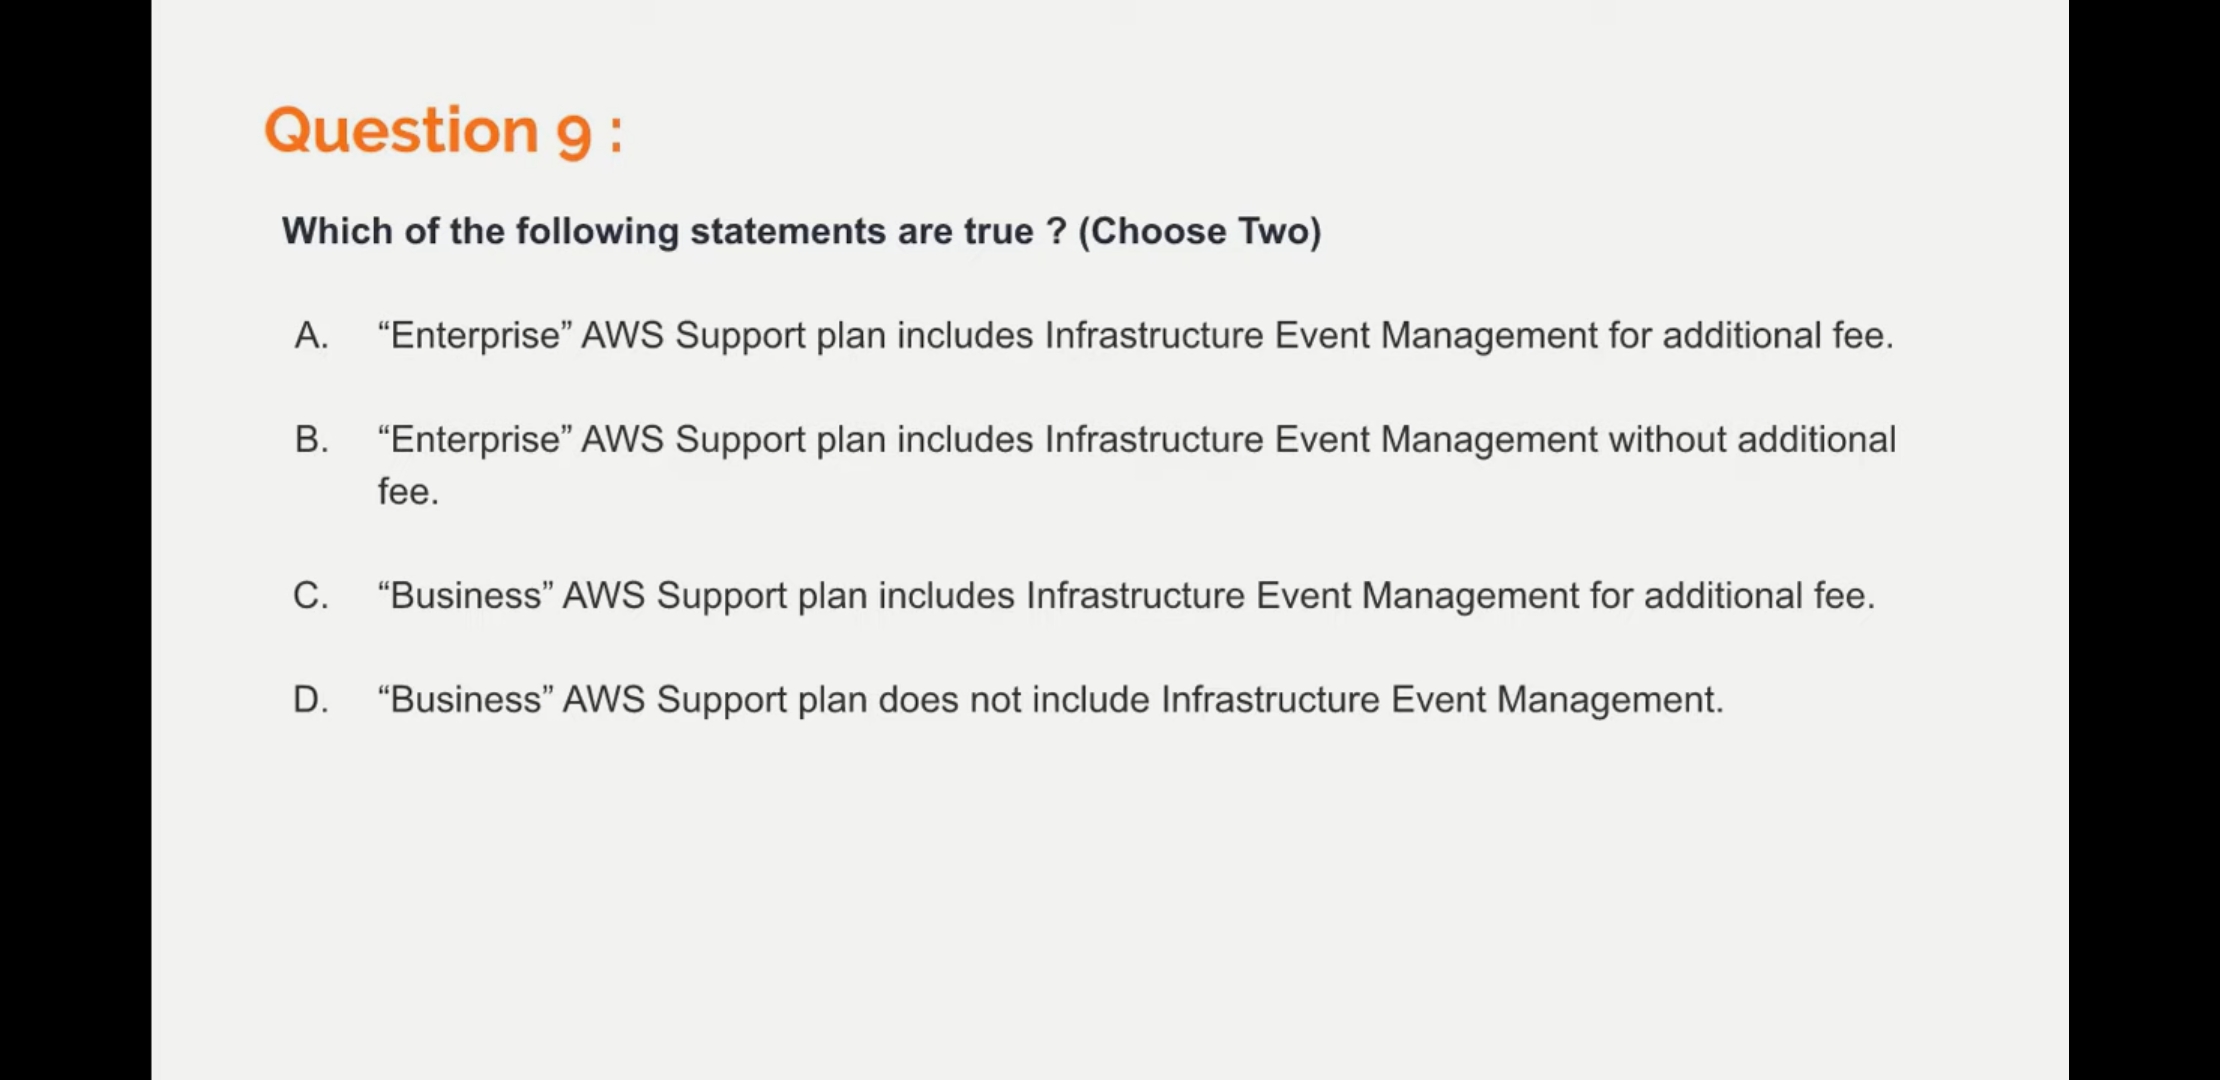 Question 9 :
Which of the following statements are true ? (Choose Two)
A. “Enterprise” AWS Support plan includes Infrastructure Event Management for additional fee.
B. “Enterprise” AWS Support plan includes Infrastructure Event Management without additional
fee.
C. “Business” AWS Support plan includes Infrastructure Event Management for additional fee.
D. “Business” AWS Support plan does not include Infrastructure Event Management.